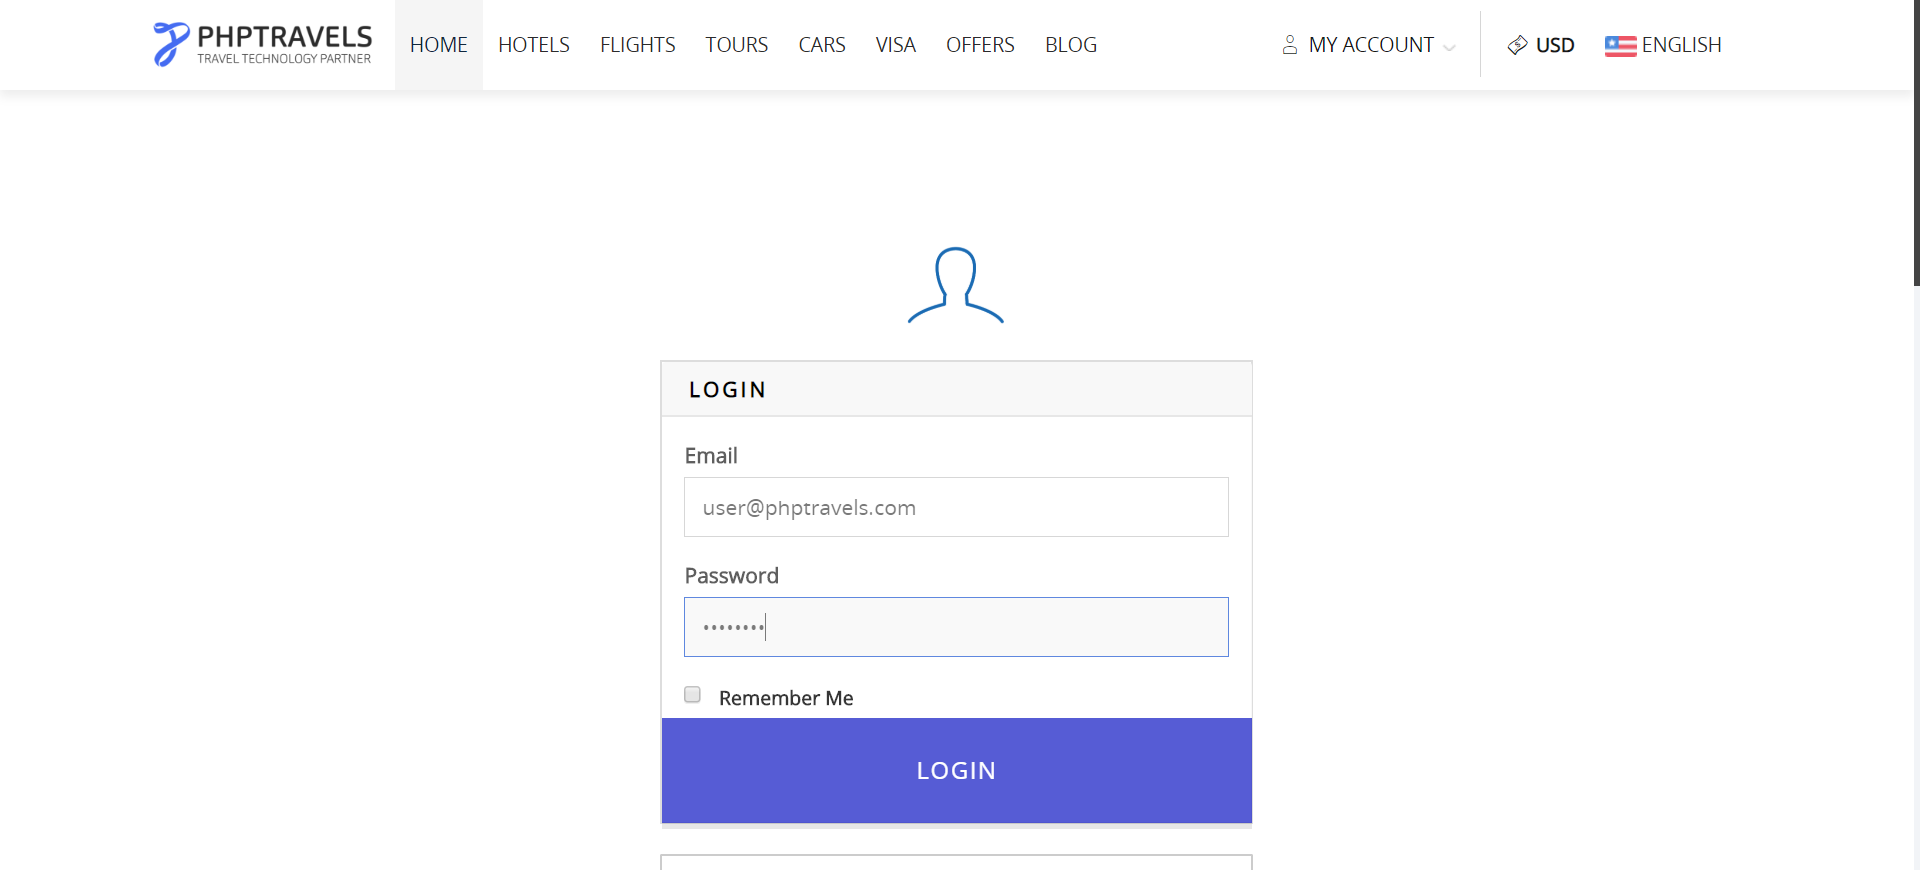 PHPTRAVELS
TRAVEL TECHNOLOGY PARTNER
HOME HOTELS FLIGHTS TOURS CARS VISA OFFERS BLOG MY ACCOUNT USD ENGLISH
LOGIN
Email
user@phptravels.com
Password
••••••••
Remember Me
LOGIN